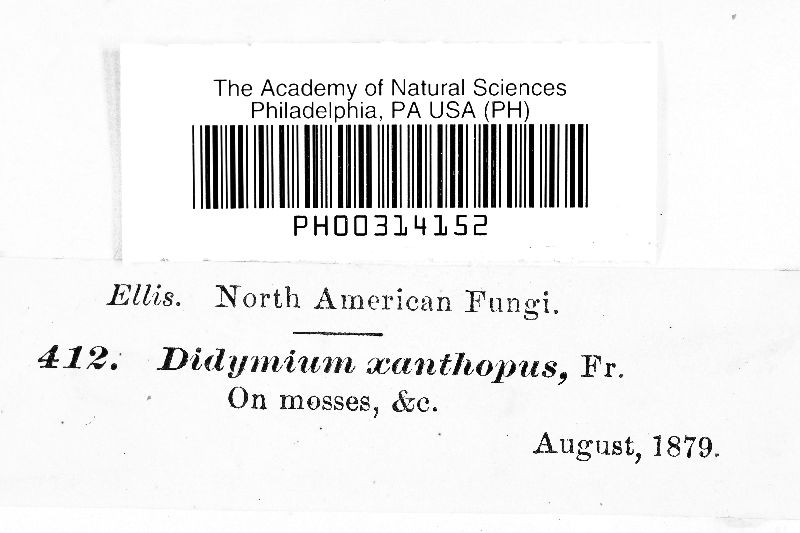 The Academy of Natural Sciences
Philadelphia, PA USA (PH)
PH00314152
Ellis. North American Fungi.
412. Didymium xanthopus, Fr.
On mosses, &c.
August, 1879.